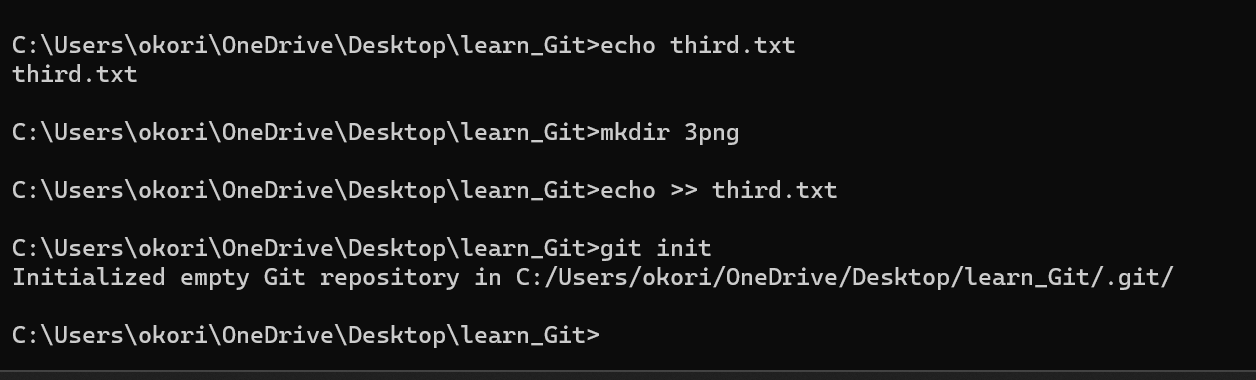 C:\Users\okori\OneDrive\Desktop\learn_Git>echo third.txt
third.txt
C:\Users\okori\OneDrive\Desktop\learn_Git>mkdir 3png
C:\Users\okori\OneDrive\Desktop\learn_Git>echo >> third.txt
C:\Users\okori\OneDrive\Desktop\learn_Git>git init
Initialized empty Git repository in C:/Users/okori/OneDrive/Desktop/learn_Git/.git/
C:\Users\okori\OneDrive\Desktop\learn_Git>